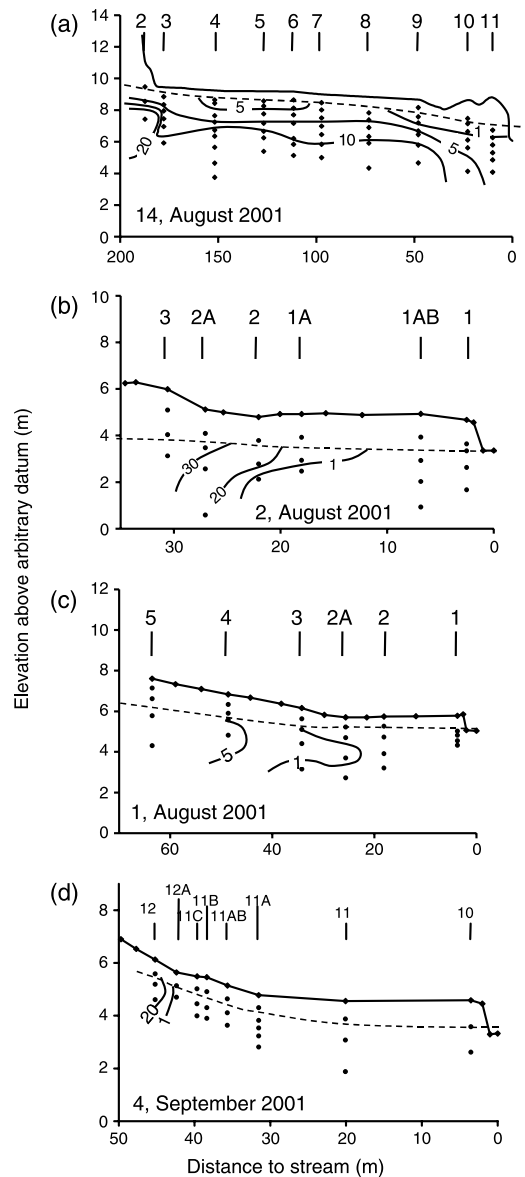 (a)
14
12
10
8
6
4
2
0
2 3 4 5 6 7 8 9 10 11
5
1
10
5
20
14, August 2001
200 150 100 50 0
(b)
10
8
6
4
2
0
3 2A 2 1A 1AB 1
30
20
1
2, August 2001
30 20 10 0
Elevation above arbitrary datum (m)
(c)
12
10
8
6
4
2
0
5 4 3 2A 2 1
5
1
1, August 2001
60 40 20 0
(d)
8
6
4
2
0
12 12A 11C 11B 11AB 11A 11 10
20
1
4, September 2001
50 40 30 20 10 0
Distance to stream (m)